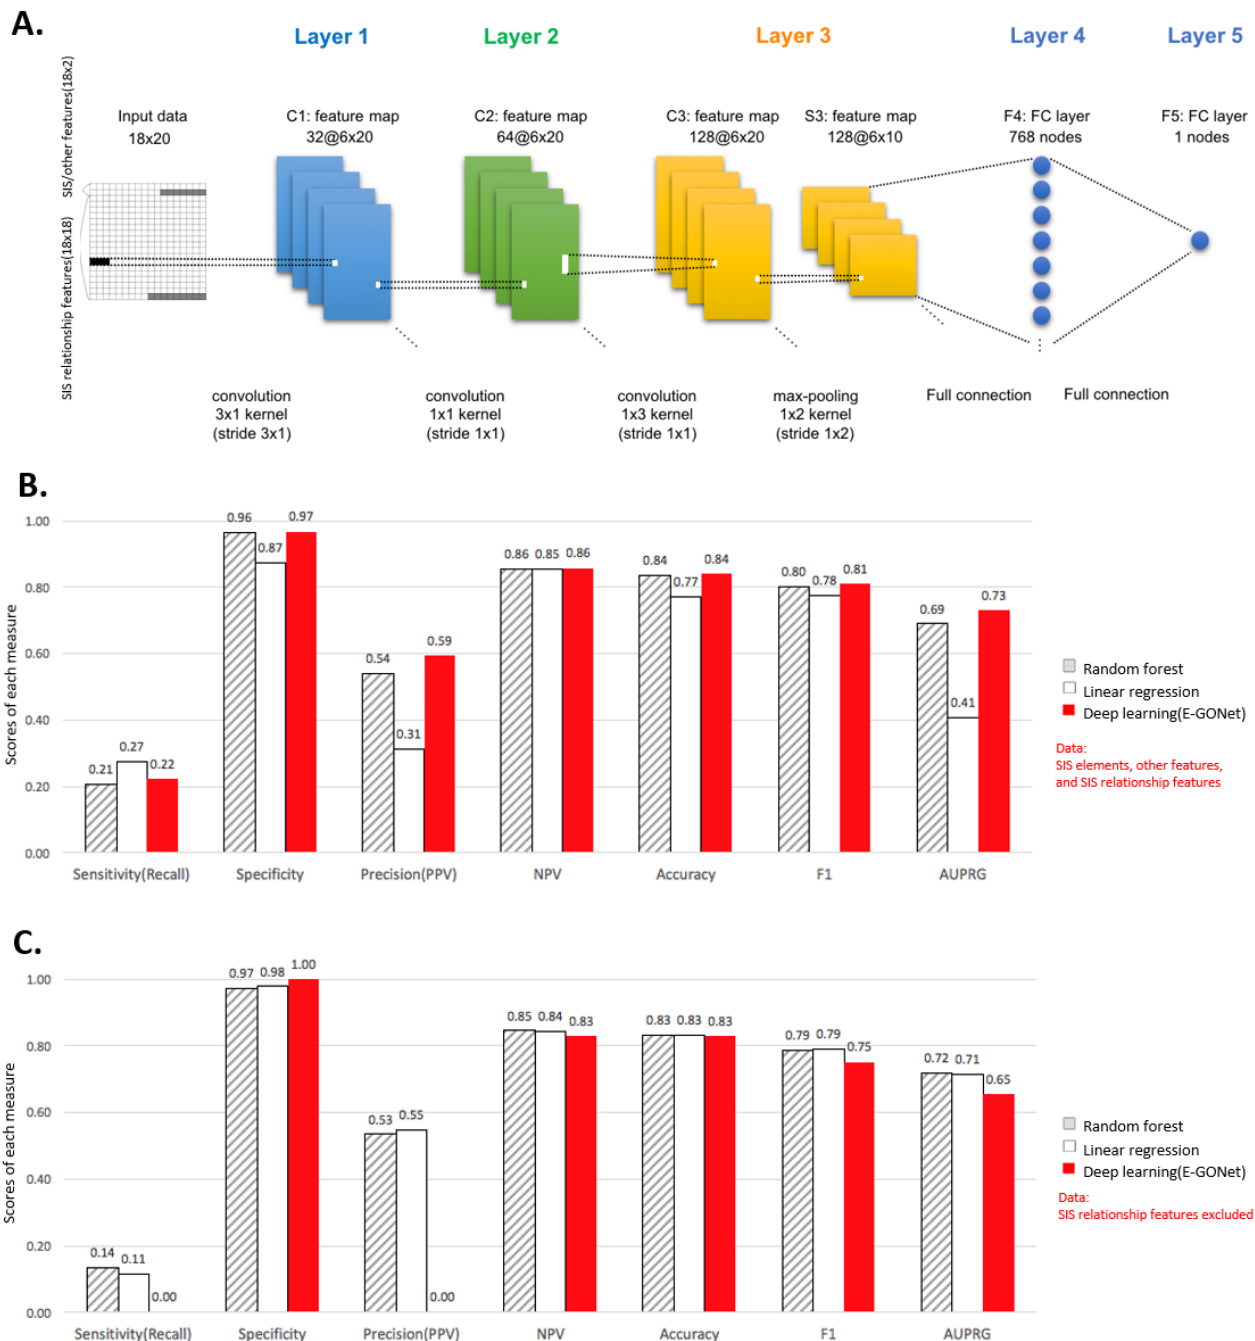 A.
Layer 1
Layer 2
Layer 3
Layer 4
Layer 5
SIS/other features(18x2)
SIS relationship features(18x18)
Input data
18x20
C1: feature map
32@6x20
C2: feature map
64@6x20
C3: feature map
128@6x20
S3: feature map
128@6x10
F4: FC layer
768 nodes
F5: FC layer
1 nodes
convolution
3x1 kernel
(stride 3x1)
convolution
1x1 kernel
(stride 1x1)
convolution
1x3 kernel
(stride 1x1)
max-pooling
1x2 kernel
(stride 1x2)
Full connection
Full connection
B.
Scores of each measure
1.00
0.80
0.60
0.40
0.20
0.00
0.21
0.27
0.22
0.96
0.87
0.97
0.54
0.31
0.59
0.86
0.85
0.86
0.84
0.77
0.84
0.80
0.78
0.81
0.69
0.41
0.73
Sensitivity(Recall)
Specificity
Precision(PPV)
NPV
Accuracy
F1
AUPRG
Random forest
Linear regression
Deep learning(E-GONet)
Data:
SIS elements, other features,
and SIS relationship features
C.
Scores of each measure
1.00
0.80
0.60
0.40
0.20
0.00
0.14
0.11
0.00
0.97
0.98
1.00
0.53
0.55
0.00
0.85
0.84
0.83
0.83
0.83
0.83
0.79
0.79
0.75
0.72
0.71
0.65
Sensitivity(Recall)
Specificity
Precision(PPV)
NPV
Accuracy
F1
AUPRG
Random forest
Linear regression
Deep learning(E-GONet)
Data:
SIS relationship features excluded